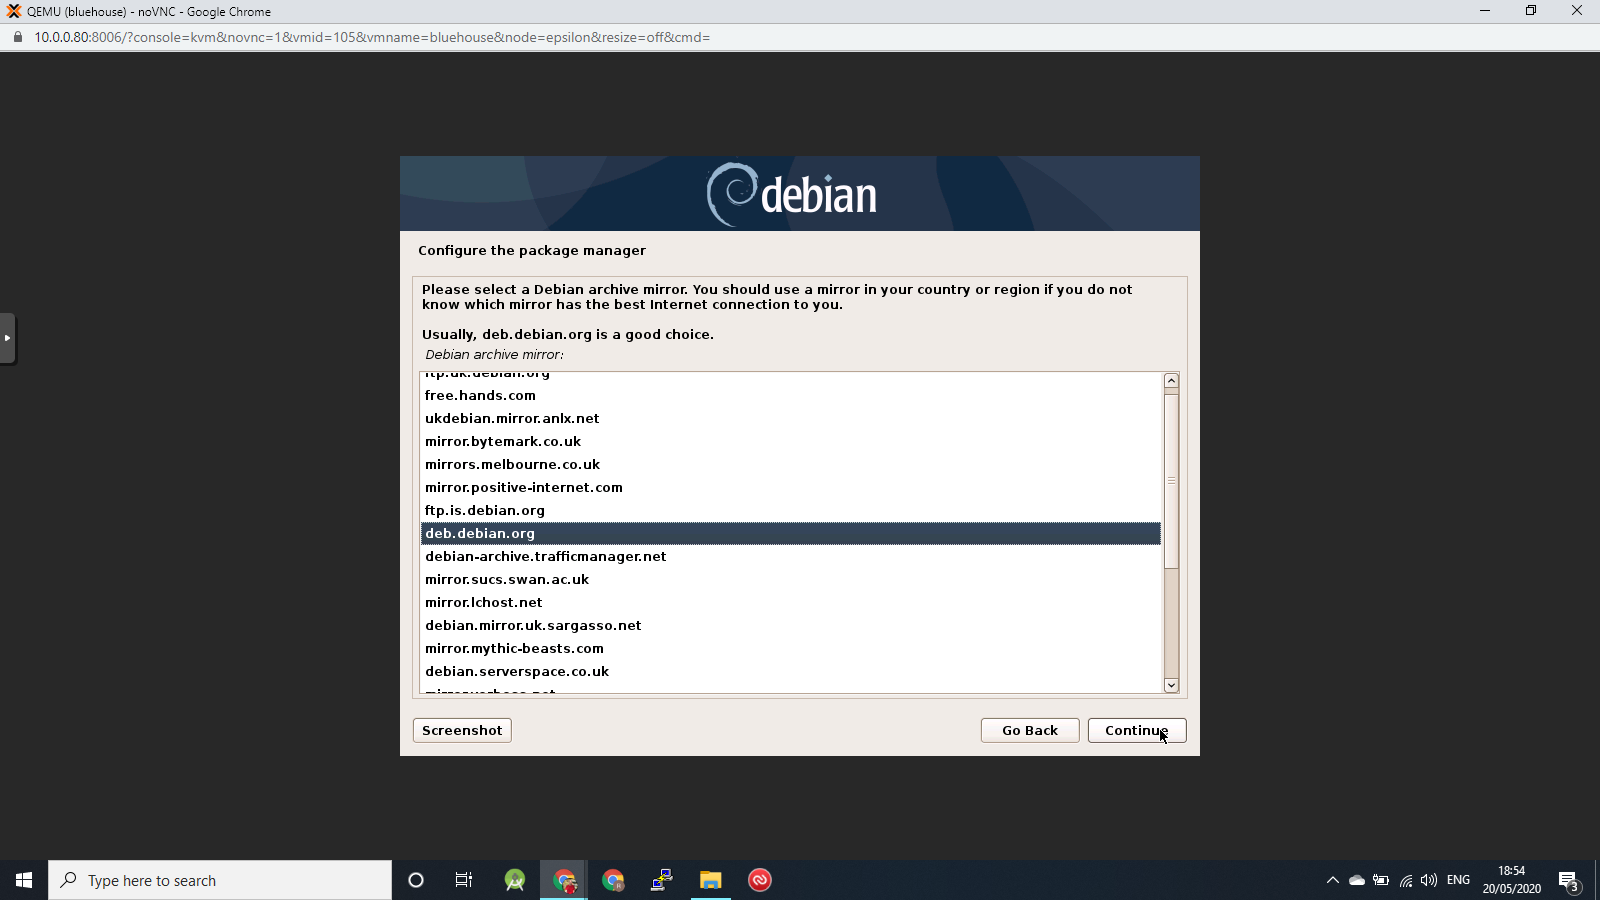 QEMU (bluehouse) - noVNC - Google Chrome
10.0.0.80:8006/?console=kvm&novnc=1&vmid=105&vmname=bluehouse&node=epsilon&resize=off&cmd=
debian
Configure the package manager
Please select a Debian archive mirror. You should use a mirror in your country or region if you do not
know which mirror has the best Internet connection to you.
Usually, deb.debian.org is a good choice.
Debian archive mirror:
ftp.uk.debian.org
free.hands.com
ukdebian.mirror.anlx.net
mirror.bytemark.co.uk
mirrors.melbourne.co.uk
mirror.positive-internet.com
ftp.is.debian.org
deb.debian.org
debian-archive.trafficmanager.net
mirror.sucs.swan.ac.uk
mirror.lchost.net
debian.mirror.uk.sargasso.net
mirror.mythic-beasts.com
debian.serverspace.co.uk
Screenshot
Go Back
Continue
Type here to search
ENG
18:54
20/05/2020
3